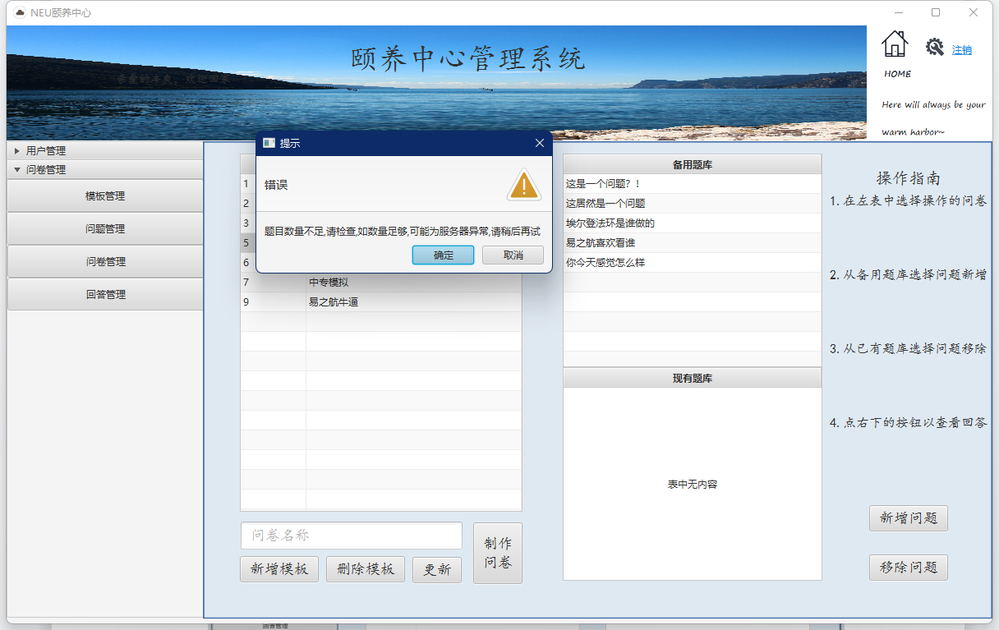 NEU颐养中心
颐养中心管理系统
HOME
注销
Here will always be your
warm harbor~
用户管理
问卷管理
模板管理
问题管理
问卷管理
回答管理
提示
错误
题目数量不足,请检查,如数量足够,可能为服务器异常,请稍后再试
确定
取消
1
2
3
5
6
7 中专模拟
9 易之航牛逼
问卷名称
新增模板
删除模板
更新
制作
问卷
备用题库
这是一个问题？！
这居然是一个问题
埃尔登法环是谁做的
易之航喜欢看谁
你今天感觉怎么样
现有题库
表中无内容
操作指南
1. 在左表中选择操作的问卷
2. 从备用题库选择问题新增
3. 从已有题库选择问题移除
4. 点右下的按钮以查看回答
新增问题
移除问题
回答管理